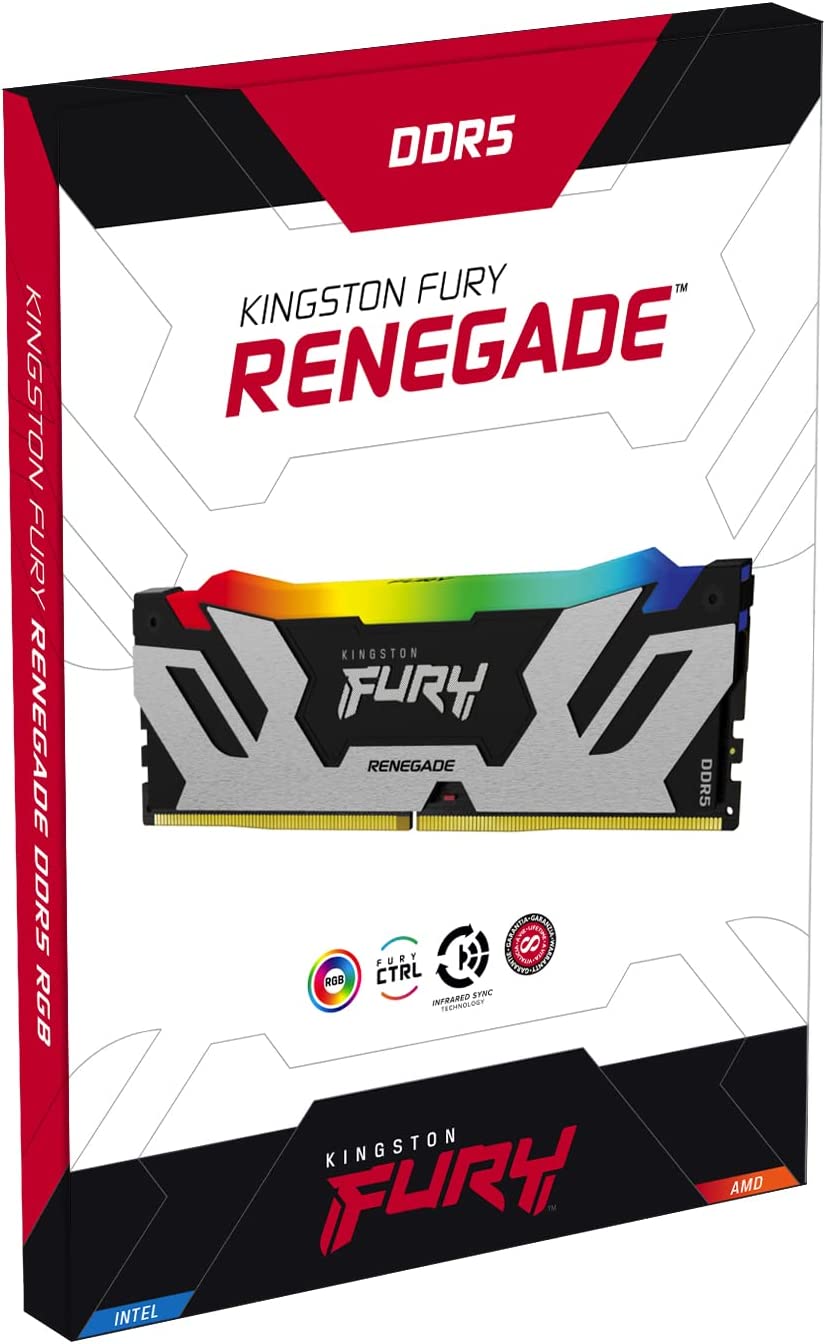 DDR5
KINGSTON FURY
RENEGADE™
KINGSTON FURY RENEGADE DDR5 RGB
FURY
KINGSTON
FURY
RENEGADE
DDR5
RGB
FURY
CTRL
INFRARED SYNC
TECHNOLOGY
KINGSTON
FURY™
INTEL
AMD